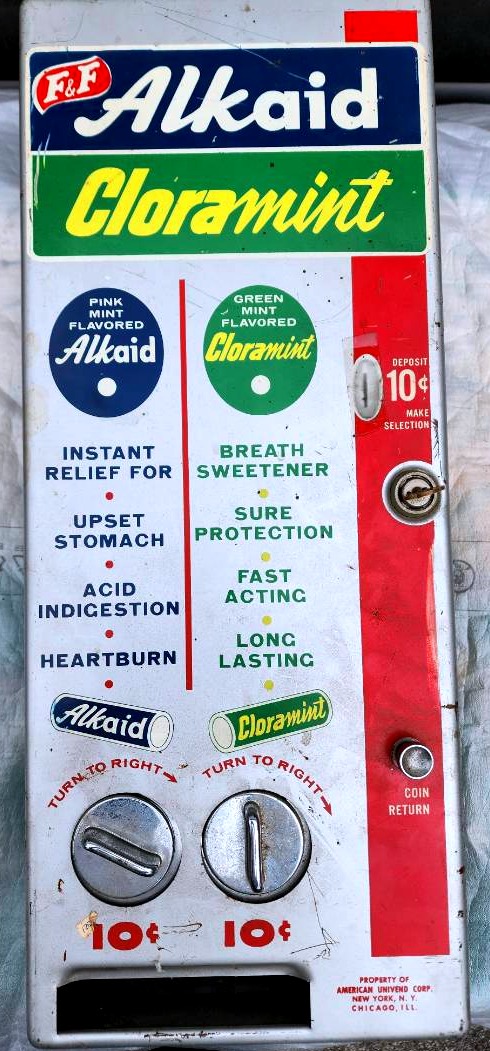 F&F
Alkaid
Cloramint
PINK
MINT
FLAVORED
Alkaid
GREEN
MINT
FLAVORED
Cloramint
DEPOSIT
10¢
MAKE
SELECTION
INSTANT
RELIEF FOR
UPSET
STOMACH
ACID
INDIGESTION
HEARTBURN
BREATH
SWEETENER
SURE
PROTECTION
FAST
ACTING
LONG
LASTING
Alkaid
Cloramint
TURN TO RIGHT
TURN TO RIGHT
COIN
RETURN
10¢
10¢
PROPERTY OF
AMERICAN UNIVEND CORP.
NEW YORK, N. Y.
CHICAGO, ILL.